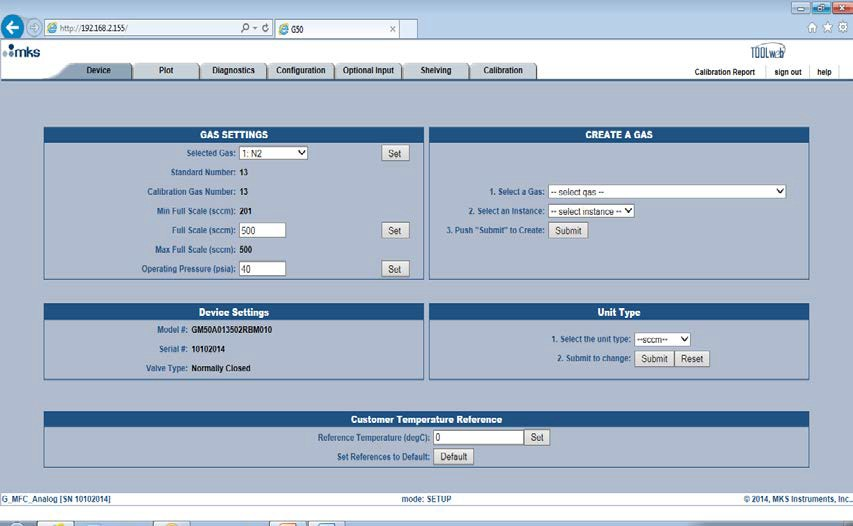 http://192.168.2.155/
G50
mks
TOOLweb
Device Plot Diagnostics Configuration Optional Input Shelving Calibration
Calibration Report sign out help
GAS SETTINGS
Selected Gas: 1: N2 Set
Standard Number: 13
Calibration Gas Number: 13
Min Full Scale (sccm): 201
Full Scale (sccm): 500 Set
Max Full Scale (sccm): 500
Operating Pressure (psia): 40 Set
CREATE A GAS
1. Select a Gas: -- select gas --
2. Select an Instance: -- select instance --
3. Push "Submit" to Create: Submit
Device Settings
Model #: GM50A013502RBM010
Serial #: 10102014
Valve Type: Normally Closed
Unit Type
1. Select the unit type: --sccm--
2. Submit to change: Submit Reset
Customer Temperature Reference
Reference Temperature (degC): 0 Set
Set References to Default: Default
G_MFC_Analog [SN 10102014] mode: SETUP © 2014, MKS Instruments, Inc.